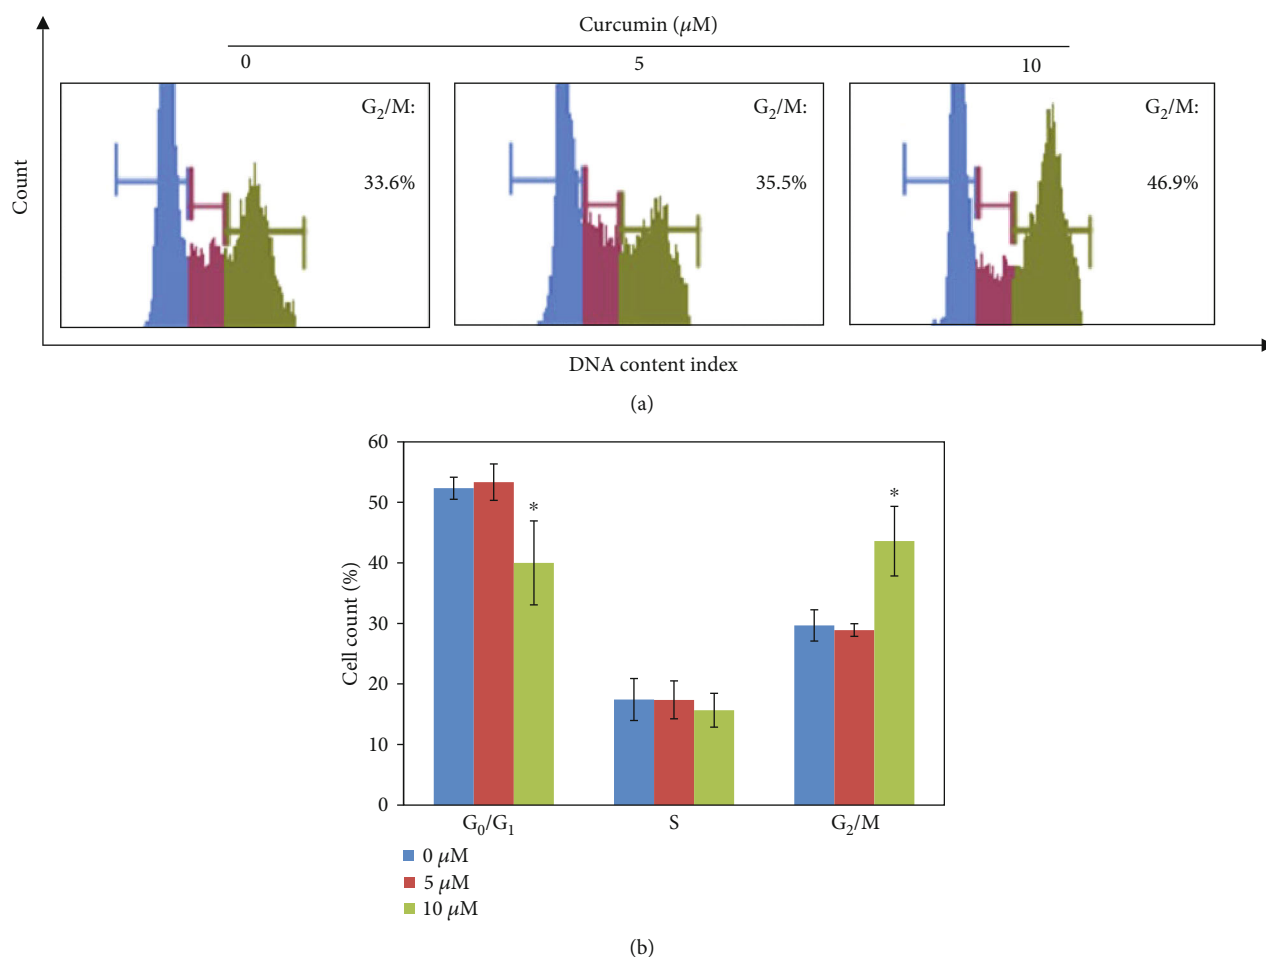 Curcumin (μM)
0 5 10
Count
G₂/M:
33.6%
G₂/M:
35.5%
G₂/M:
46.9%
DNA content index
(a)
Cell count (%)
60
50
40
30
20
10
0
*
*
G₀/G₁ S G₂/M
0 μM
5 μM
10 μM
(b)